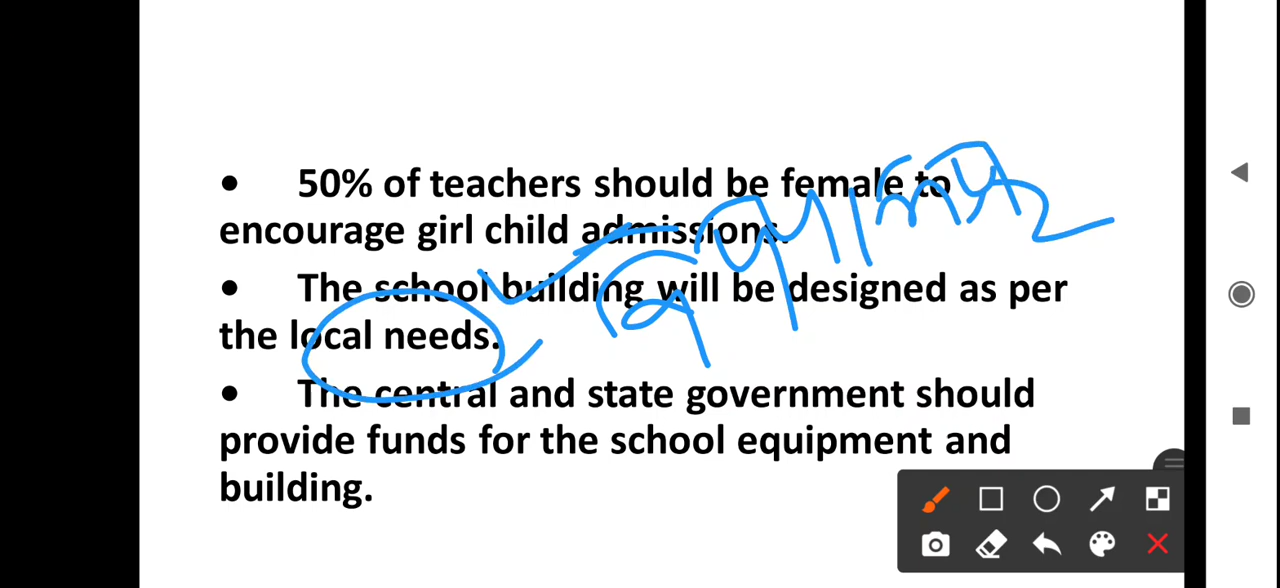 • 50% of teachers should be female to
encourage girl child admissions.
• The school building will be designed as per
the local needs.
• The central and state government should
provide funds for the school equipment and
building.